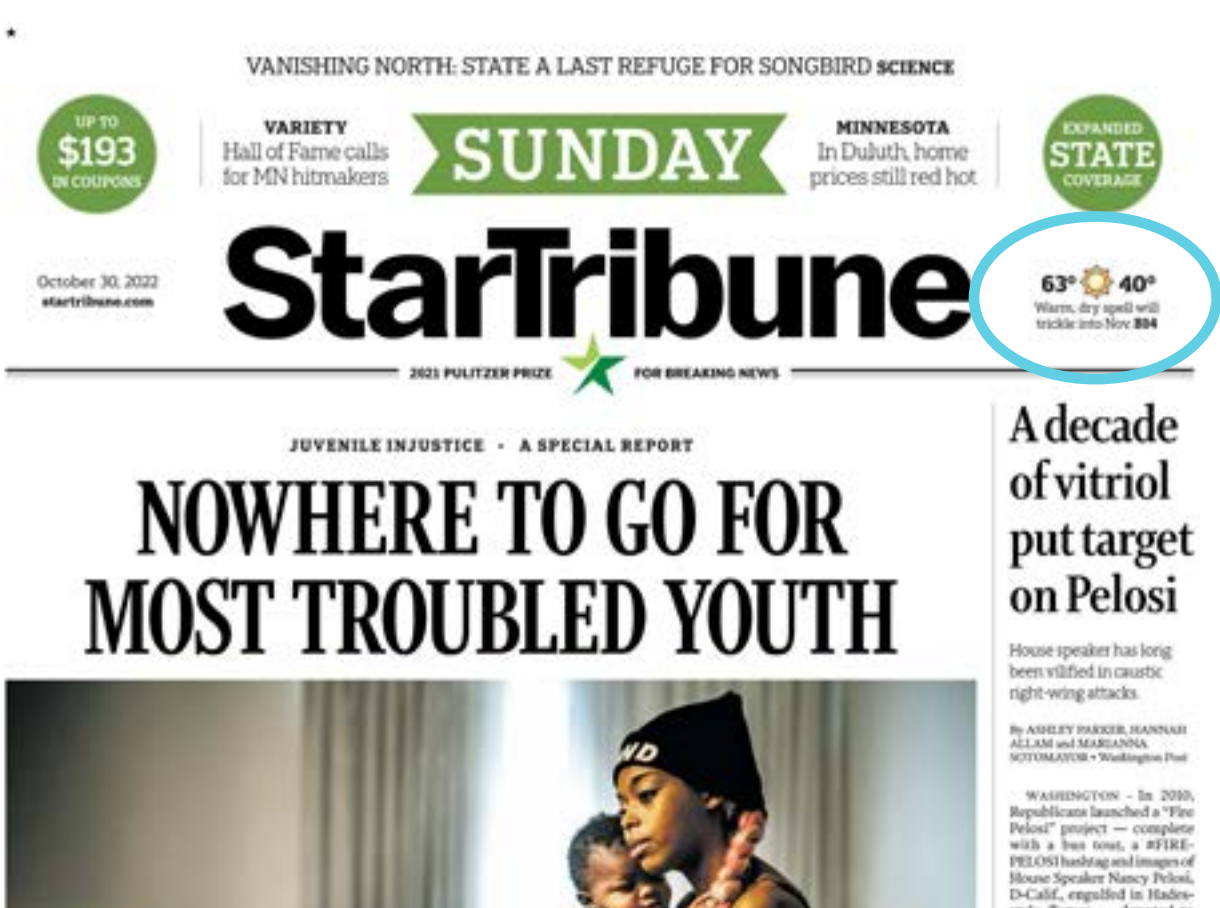 VANISHING NORTH: STATE A LAST REFUGE FOR SONGBIRD SCIENCE
UP TO
$193
IN COUPONS
VARIETY
Hall of Fame calls
for MN hitmakers
SUNDAY
MINNESOTA
In Duluth, home
prices still red hot
EXPANDED
STATE
COVERAGE
October 30, 2022
startribune.com
StarTribune
63° 40°
Warm, dry spell will
trickle into Nov. B14
2021 PULITZER PRIZE FOR BREAKING NEWS
JUVENILE INJUSTICE • A SPECIAL REPORT
NOWHERE TO GO FOR
MOST TROUBLED YOUTH
ND
A decade
of vitriol
put target
on Pelosi
House speaker has long
been vilified in caustic
right-wing attacks.
By ASHLEY PARKER, HANNAH
ALLAM and MARIANNA
SOTOMAYOR • Washington Post
WASHINGTON – In 2010,
Republicans launched a “Fire
Pelosi” project — complete
with a bus tour, a #FIRE-
PELOSI hashtag and images of
House Speaker Nancy Pelosi,
D-Calif., engulfed in Hades-